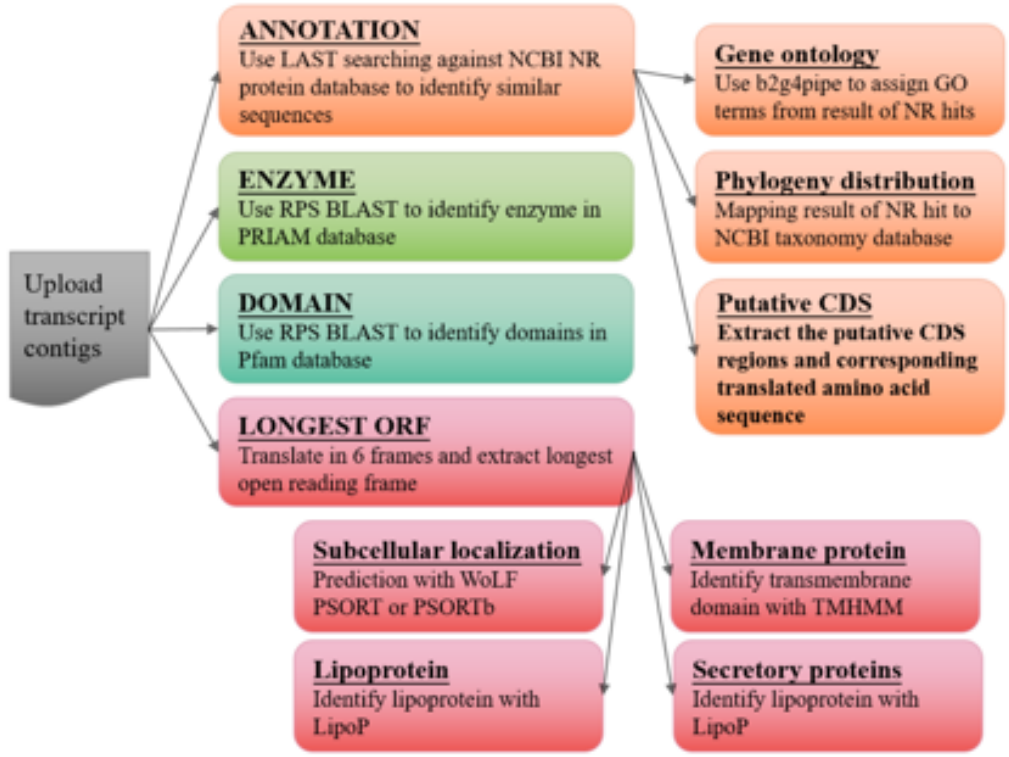 Upload
transcript
contigs
ANNOTATION
Use LAST searching against NCBI NR
protein database to identify similar
sequences
ENZYME
Use RPS BLAST to identify enzyme in
PRIAM database
DOMAIN
Use RPS BLAST to identify domains in
Pfam database
LONGEST ORF
Translate in 6 frames and extract longest
open reading frame
Gene ontology
Use b2g4pipe to assign GO
terms from result of NR hits
Phylogeny distribution
Mapping result of NR hit to
NCBI taxonomy database
Putative CDS
Extract the putative CDS
regions and corresponding
translated amino acid
sequence
Subcellular localization
Prediction with WoLF
PSORT or PSORTb
Membrane protein
Identify transmembrane
domain with TMHMM
Lipoprotein
Identify lipoprotein with
LipoP
Secretory proteins
Identify lipoprotein with
LipoP